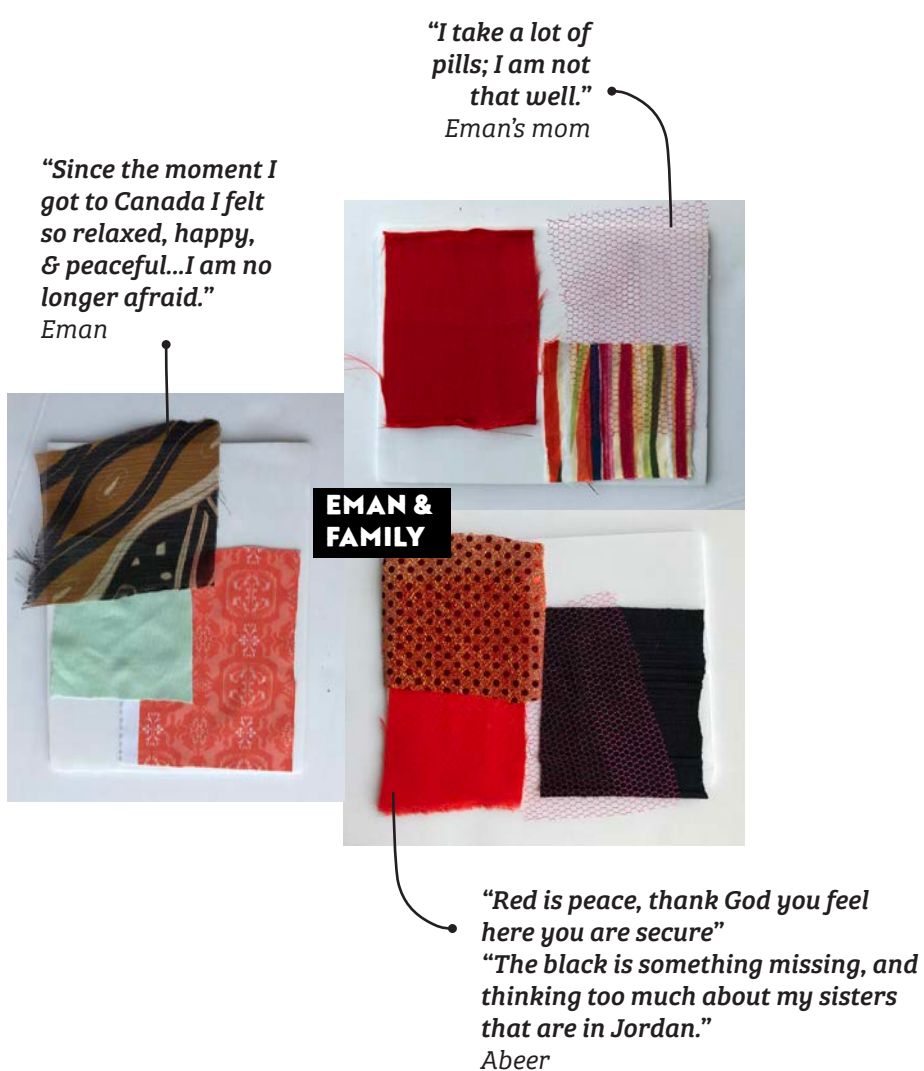 “I take a lot of
pills; I am not
that well.”
Eman’s mom
“Since the moment I
got to Canada I felt
so relaxed, happy,
& peaceful...I am no
longer afraid.”
Eman
EMAN &
FAMILY
“Red is peace, thank God you feel
here you are secure”
“The black is something missing, and
thinking too much about my sisters
that are in Jordan.”
Abeer